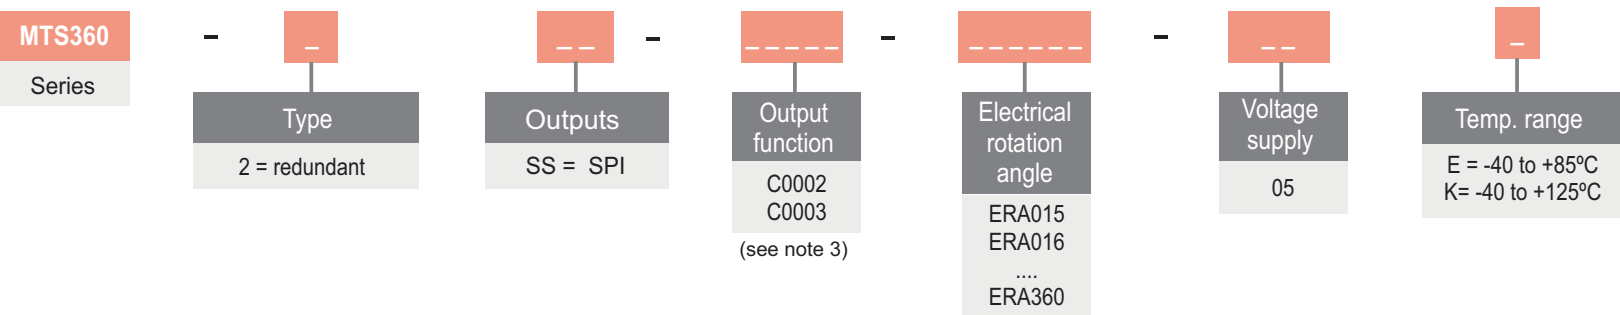 MTS360 - _ _ _ - _ _ _ _ _ - _ _ _ _ _ _ - _ _ _
Series
Type
2 = redundant
Outputs
SS = SPI
Output
function
C0002
C0003
(see note 3)
Electrical
rotation
angle
ERA015
ERA016
....
ERA360
Voltage
supply
05
Temp. range
E = -40 to +85ºC
K= -40 to +125ºC